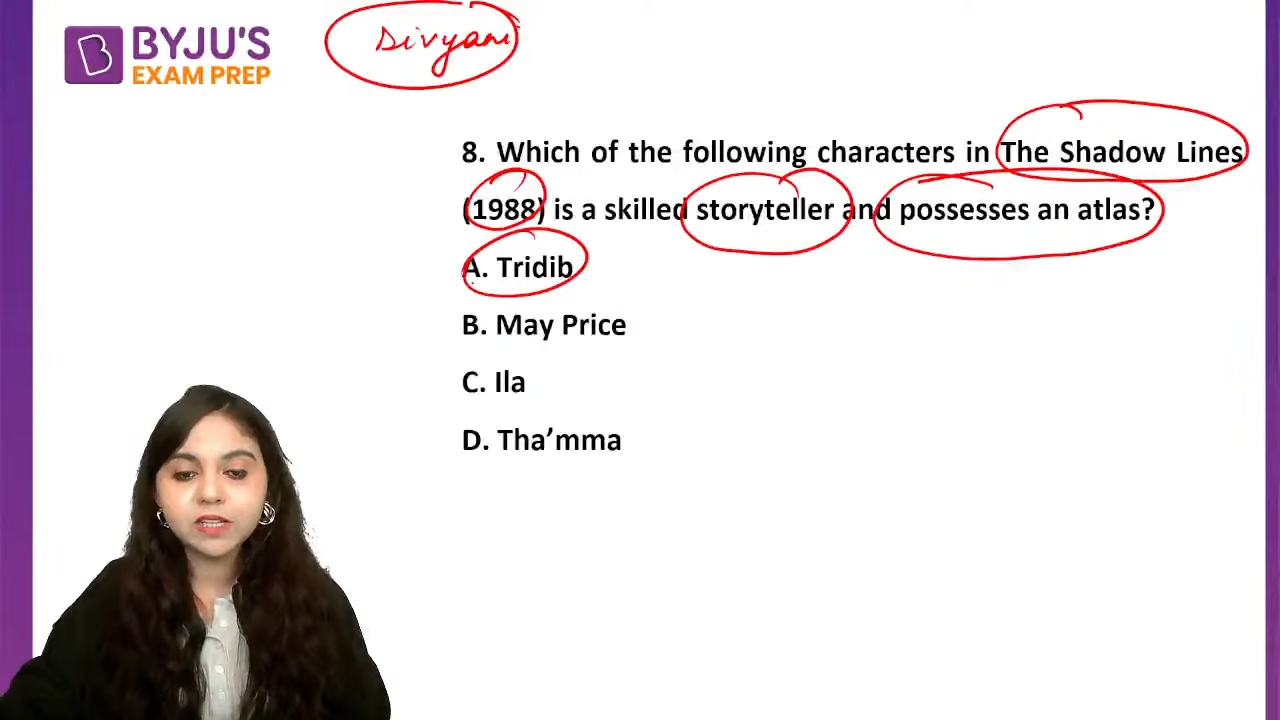 BYJU'S
EXAM PREP
Divyani
8. Which of the following characters in The Shadow Lines
(1988) is a skilled storyteller and possesses an atlas?
A. Tridib
B. May Price
C. Ila
D. Tha’mma